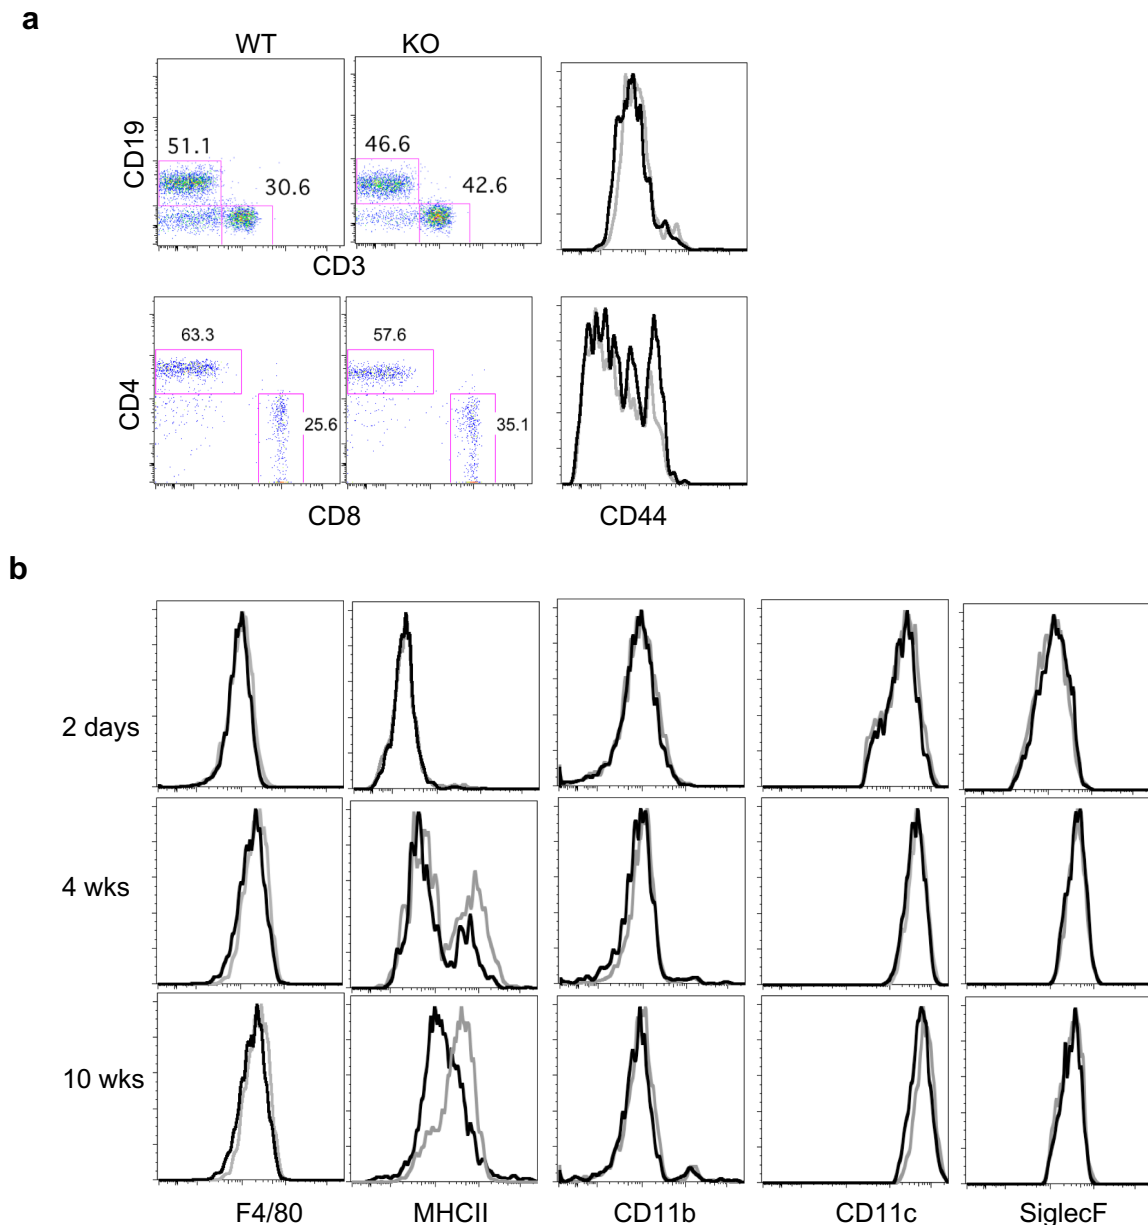 a
WT KO
CD19
51.1 30.6 46.6 42.6
CD3
CD4
63.3 25.6 57.6 35.1
CD8 CD44
b
2 days
4 wks
10 wks
F4/80 MHCII CD11b CD11c SiglecF